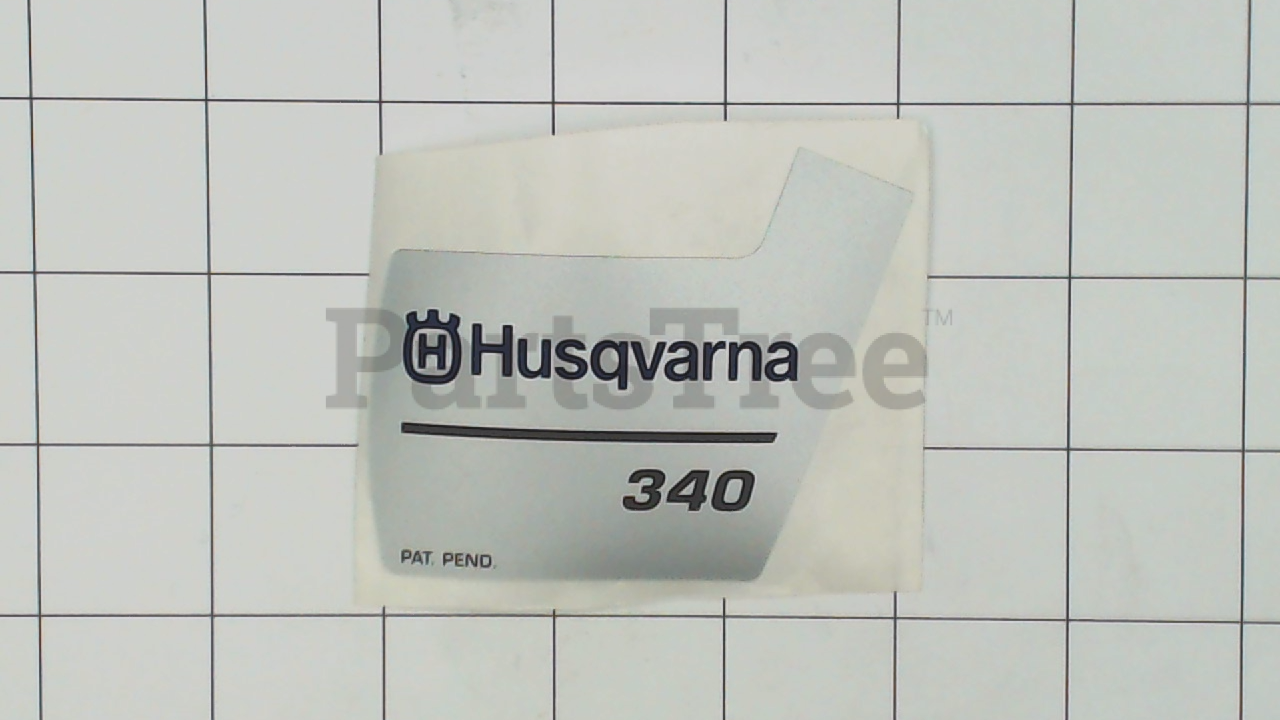 H Husqvarna
PartsTree™
340
PAT. PEND.